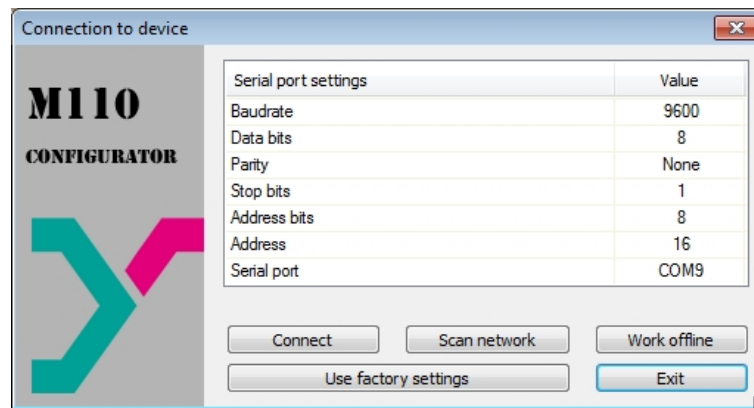 Connection to device
M110
CONFIGURATOR
Serial port settings Value
Baudrate 9600
Data bits 8
Parity None
Stop bits 1
Address bits 8
Address 16
Serial port COM9
Connect Scan network Work offline
Use factory settings Exit